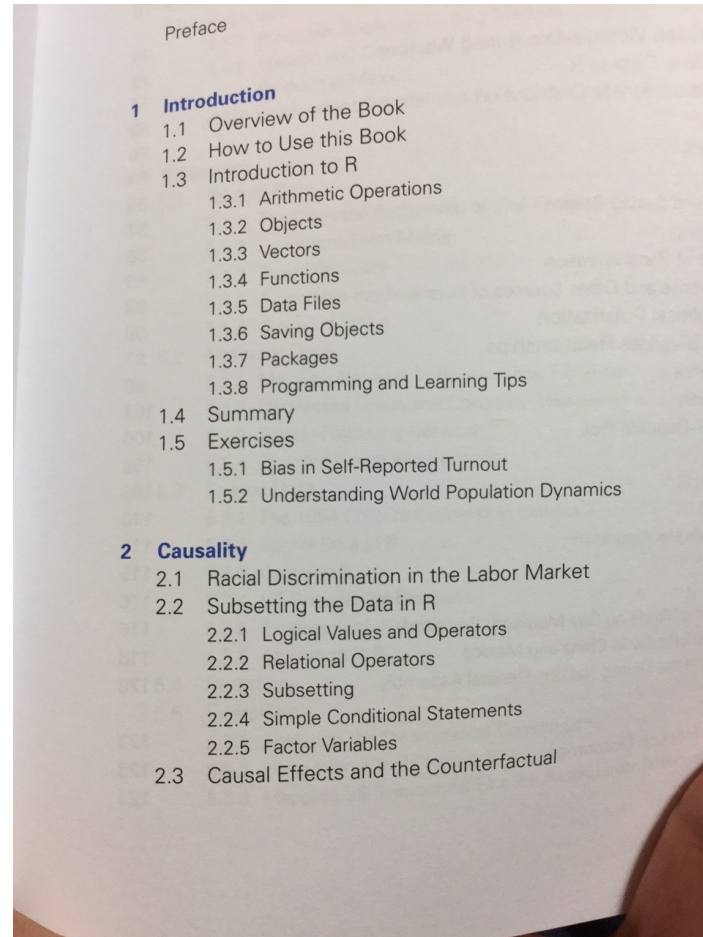 Preface
1 Introduction
1.1 Overview of the Book
1.2 How to Use this Book
1.3 Introduction to R
1.3.1 Arithmetic Operations
1.3.2 Objects
1.3.3 Vectors
1.3.4 Functions
1.3.5 Data Files
1.3.6 Saving Objects
1.3.7 Packages
1.3.8 Programming and Learning Tips
1.4 Summary
1.5 Exercises
1.5.1 Bias in Self-Reported Turnout
1.5.2 Understanding World Population Dynamics
2 Causality
2.1 Racial Discrimination in the Labor Market
2.2 Subsetting the Data in R
2.2.1 Logical Values and Operators
2.2.2 Relational Operators
2.2.3 Subsetting
2.2.4 Simple Conditional Statements
2.2.5 Factor Variables
2.3 Causal Effects and the Counterfactual